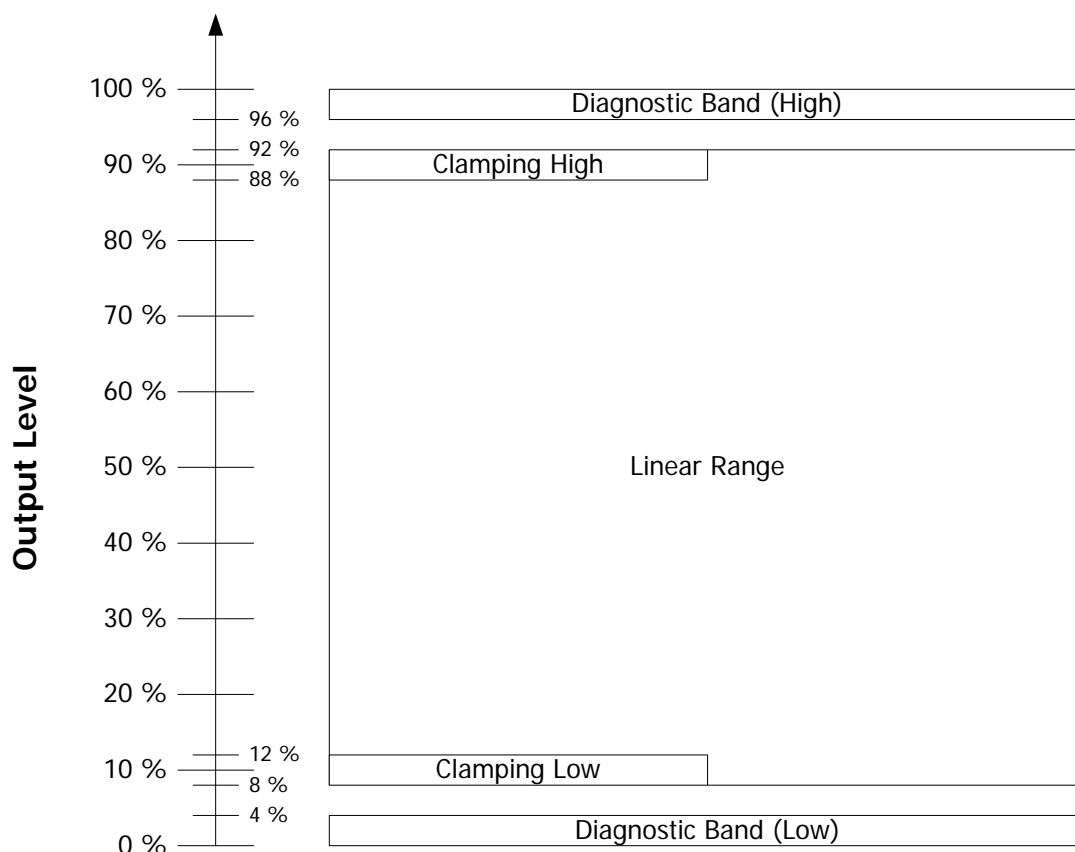 100 %
Diagnostic Band (High)
96 %
92 %
90 %
Clamping High
88 %
80 %
70 %
60 %
Output Level
50 %
Linear Range
40 %
30 %
20 %
12 %
10 %
Clamping Low
8 %
4 %
Diagnostic Band (Low)
0 %